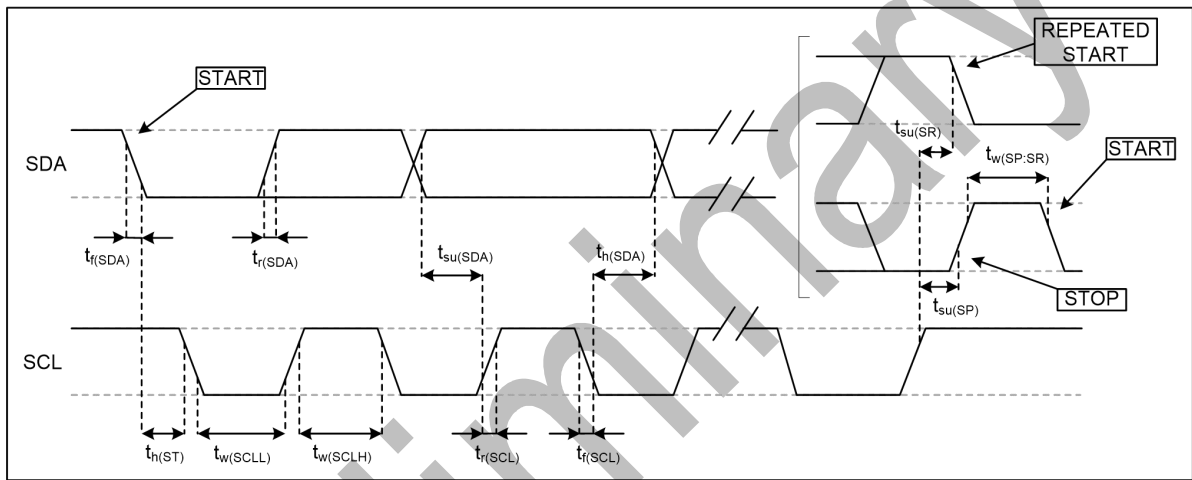 REPEATED
START
START
t_su(SR)
START
SDA
t_w(SP:SR)
t_f(SDA)
t_r(SDA)
t_su(SDA)
t_h(SDA)
t_su(SP)
STOP
SCL
t_h(ST)
t_w(SCLL)
t_w(SCLH)
t_r(SCL)
t_f(SCL)
liminary